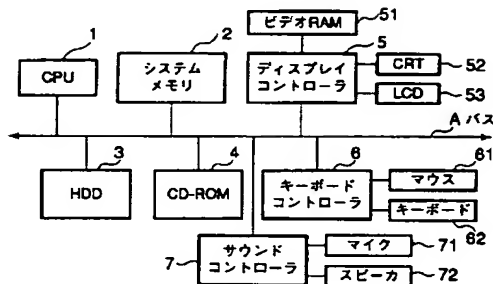 ビデオRAM
51
1
2
5
CPU
システム
メモリ
ディスプレイ
コントローラ
CRT
52
LCD
53
A バス
3
4
6
61
HDD
CD-ROM
キーボード
コントローラ
マウス
キーボード
62
7
サウンド
コントローラ
マイク
71
スピーカ
72